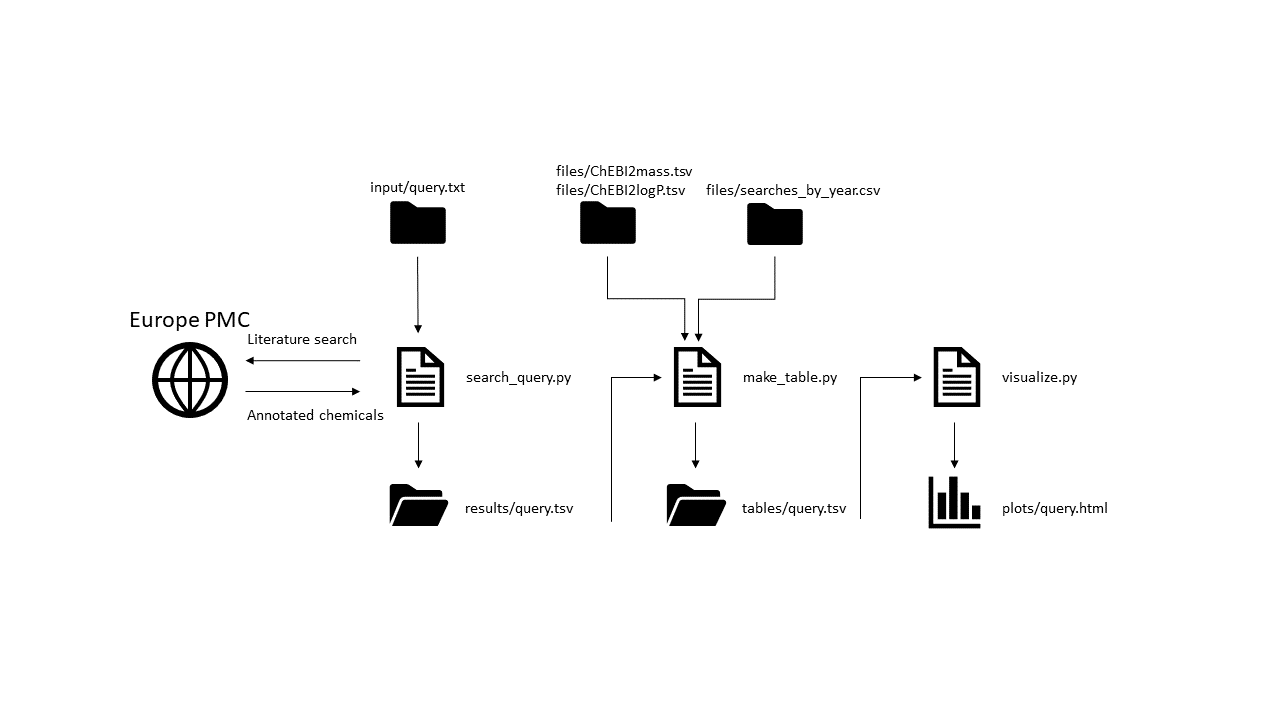 files/ChEBI2mass.tsv
input/query.txt
files/ChEBI2logP.tsv
files/searches_by_year.csv
Europe PMC
Literature search
search_query.py
make_table.py
visualize.py
Annotated chemicals
results/query.tsv
tables/query.tsv
plots/query.html